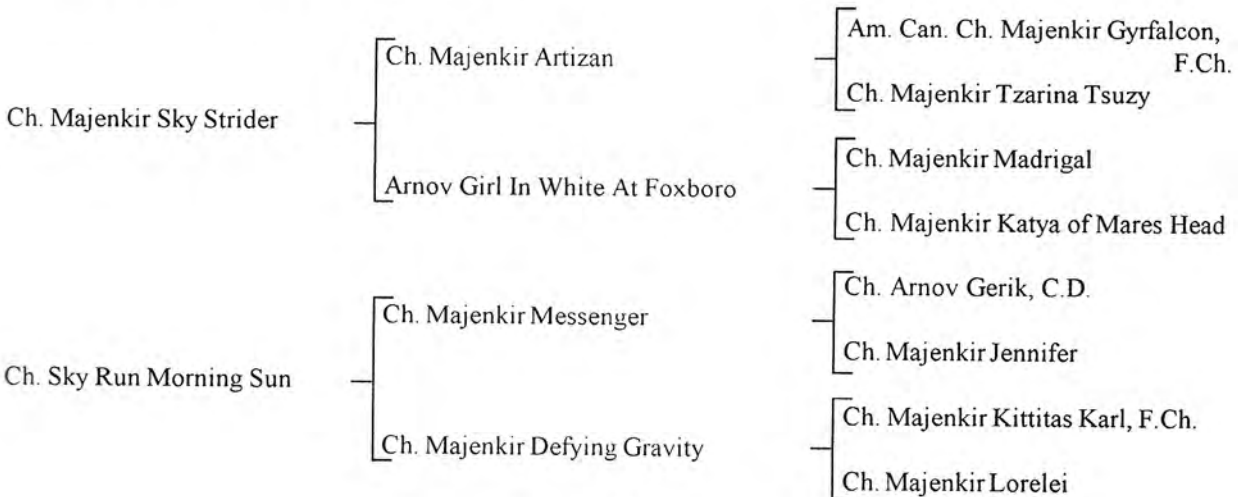 Am. Can. Ch. Majenkir Gyrfalcon,
F.Ch.
Ch. Majenkir Artizan
Ch. Majenkir Tzarina Tsuzy
Ch. Majenkir Sky Strider
Ch. Majenkir Madrigal
Arnov Girl In White At Foxboro
Ch. Majenkir Katya of Mares Head
Ch. Arnov Gerik, C.D.
Ch. Majenkir Messenger
Ch. Majenkir Jennifer
Ch. Sky Run Morning Sun
Ch. Majenkir Kittitas Karl, F.Ch.
Ch. Majenkir Defying Gravity
Ch. Majenkir Lorelei